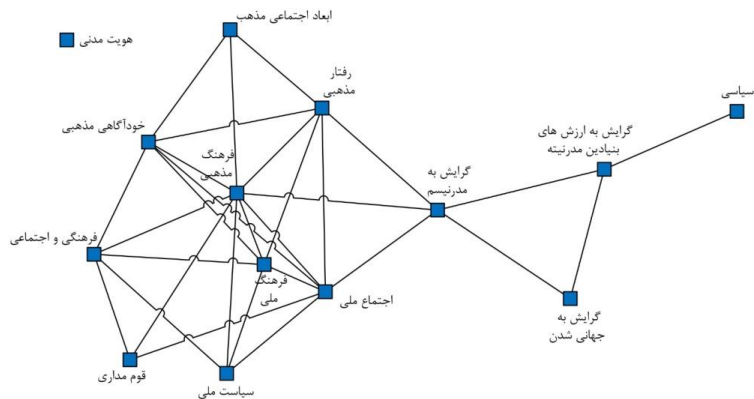 ابعاد اجتماعی مذهب
هویت مدنی
رفتار
مذهبی
سیاسی
خودآگاهی مذهبی
گرایش به ارزش های
بنیادین مدرنیته
فرهنگ
مذهبی
گرایش به
مدرنیسم
فرهنگی و اجتماعی
فرهنگ
ملی
اجتماع ملی
گرایش به
جهانی شدن
قوم مداری
سیاست ملی